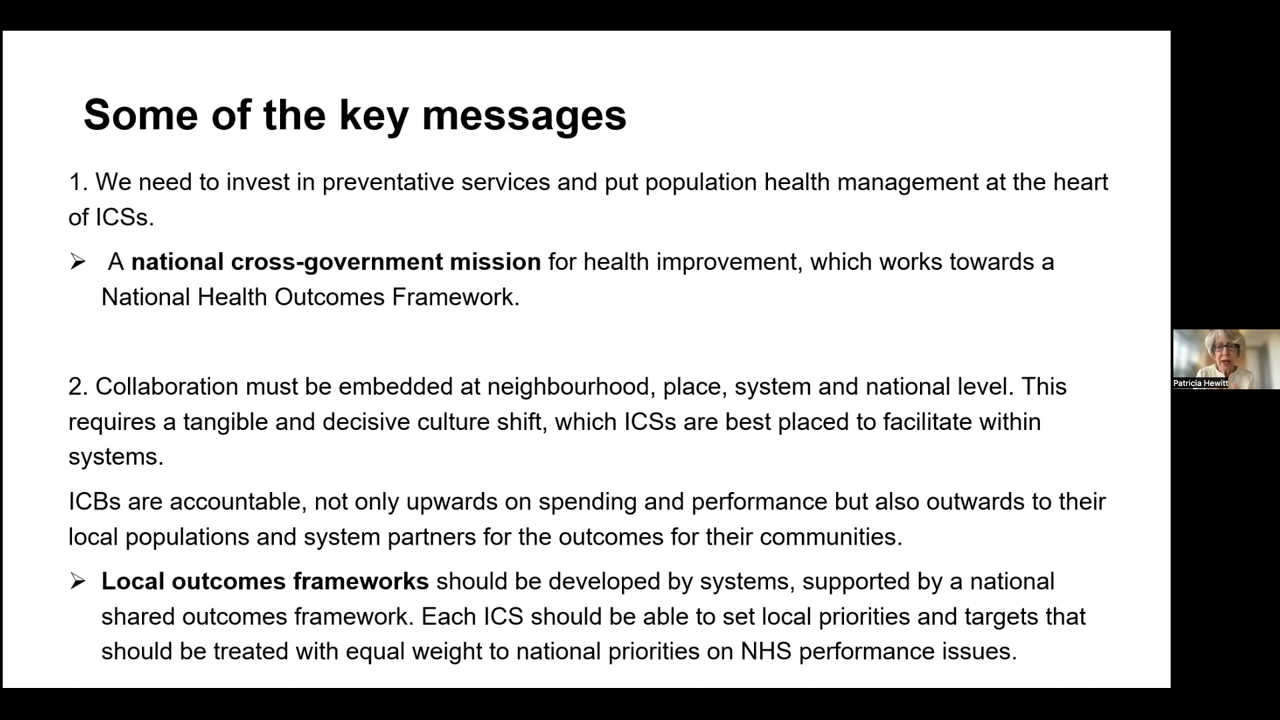 Some of the key messages
1. We need to invest in preventative services and put population health management at the heart
of ICSs.
➢ A national cross-government mission for health improvement, which works towards a
National Health Outcomes Framework.
2. Collaboration must be embedded at neighbourhood, place, system and national level. This
requires a tangible and decisive culture shift, which ICSs are best placed to facilitate within
systems.
ICBs are accountable, not only upwards on spending and performance but also outwards to their
local populations and system partners for the outcomes for their communities.
➢ Local outcomes frameworks should be developed by systems, supported by a national
shared outcomes framework. Each ICS should be able to set local priorities and targets that
should be treated with equal weight to national priorities on NHS performance issues.
Patricia Hewitt